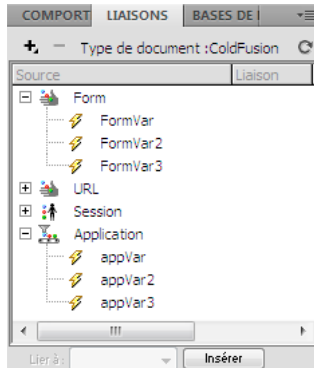 COMPORT LIAISONS BASES DE
Type de document :ColdFusion
Source Liaison
Form
FormVar
FormVar2
FormVar3
URL
Session
Application
appVar
appVar2
appVar3
Lier à : Insérer